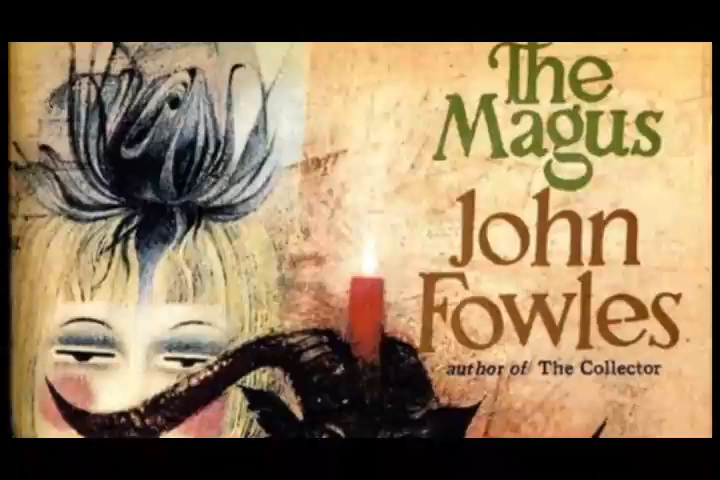 The
Magus
John
Fowles
author of The Collector